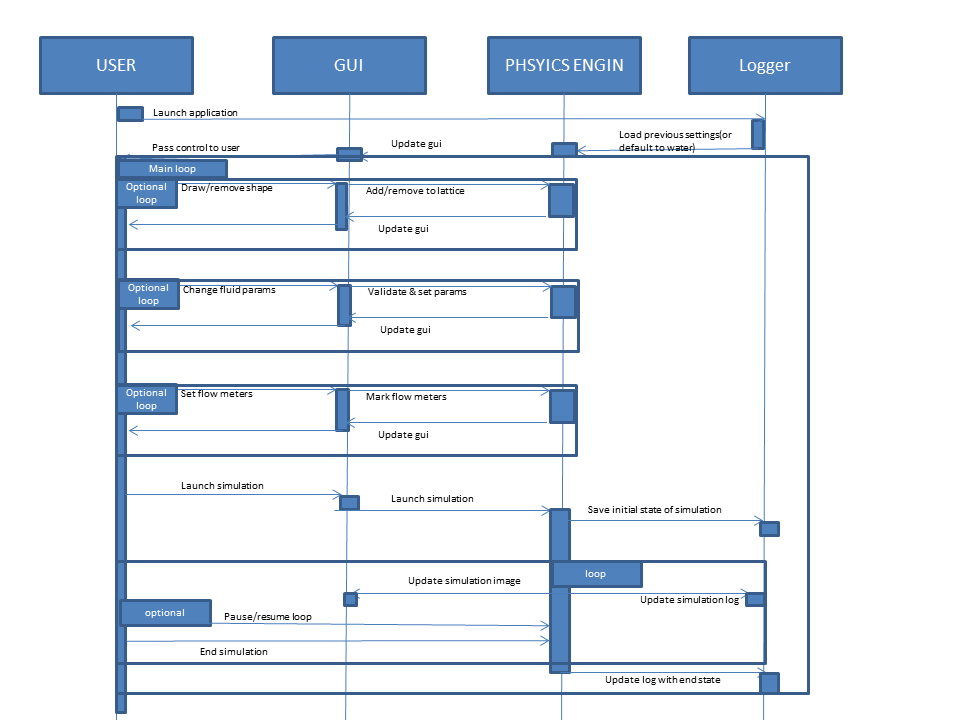 USER
GUI
PHSYICS ENGIN
Logger
Launch application
Load previous settings(or
default to water)
Update gui
Pass control to user
Main loop
Optional
loop
Draw/remove shape
Add/remove to lattice
Update gui
Optional
loop
Change fluid params
Validate & set params
Update gui
Optional
loop
Set flow meters
Mark flow meters
Update gui
Launch simulation
Launch simulation
Save initial state of simulation
loop
Update simulation image
Update simulation log
optional
Pause/resume loop
End simulation
Update log with end state